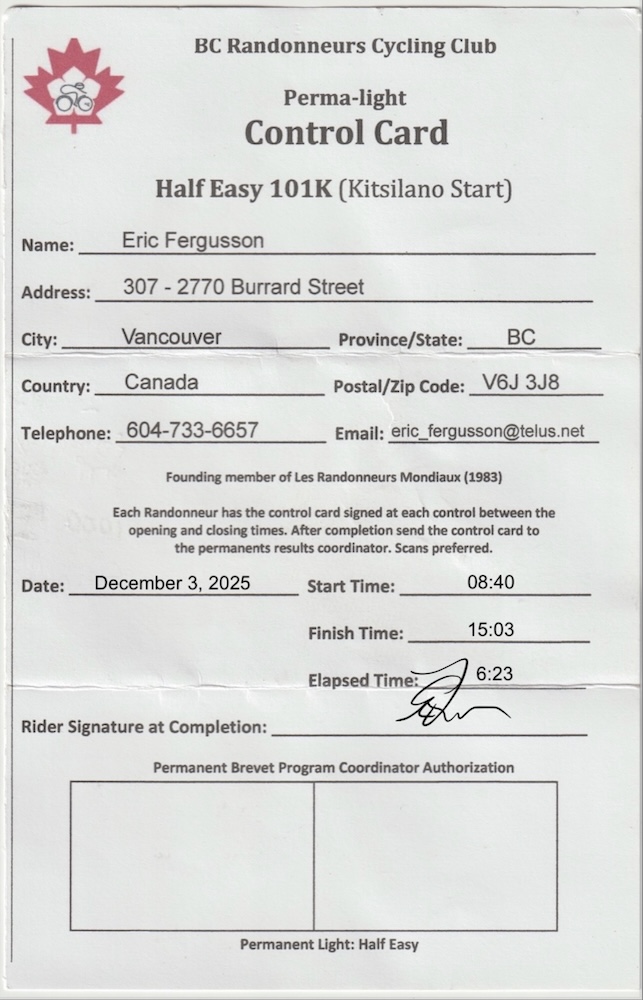 BC Randonneurs Cycling Club
Perma-light
Control Card
Half Easy 101K (Kitsilano Start)
Name: Eric Fergusson
Address: 307 - 2770 Burrard Street
City: Vancouver Province/State: BC
Country: Canada Postal/Zip Code: V6J 3J8
Telephone: 604-733-6657 Email: eric_fergusson@telus.net
Founding member of Les Randonneurs Mondiaux (1983)
Each Randonneur has the control card signed at each control between the
opening and closing times. After completion send the control card to
the permanents results coordinator. Scans preferred.
Date: December 3, 2025 Start Time: 08:40
Finish Time: 15:03
Elapsed Time: 6:23
Rider Signature at Completion:
Permanent Brevet Program Coordinator Authorization
Permanent Light: Half Easy